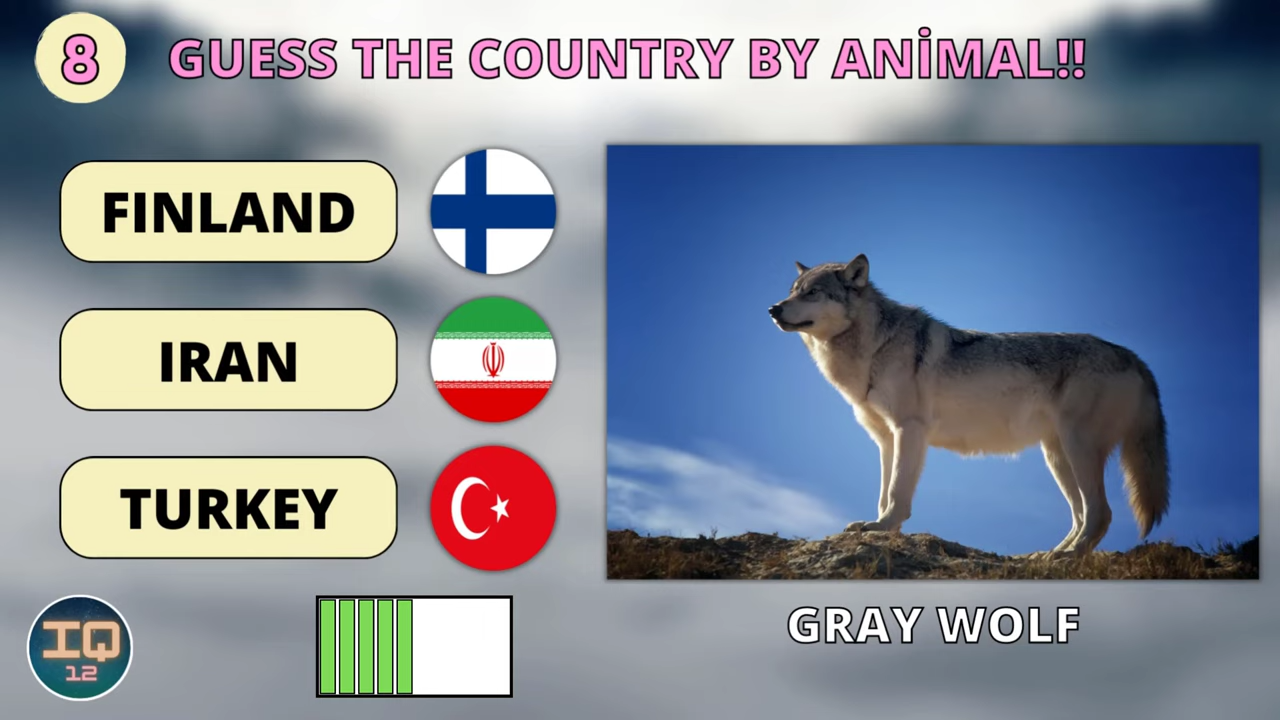 8
GUESS THE COUNTRY BY ANİMAL!!
FINLAND
IRAN
TURKEY
GRAY WOLF
IQ
12